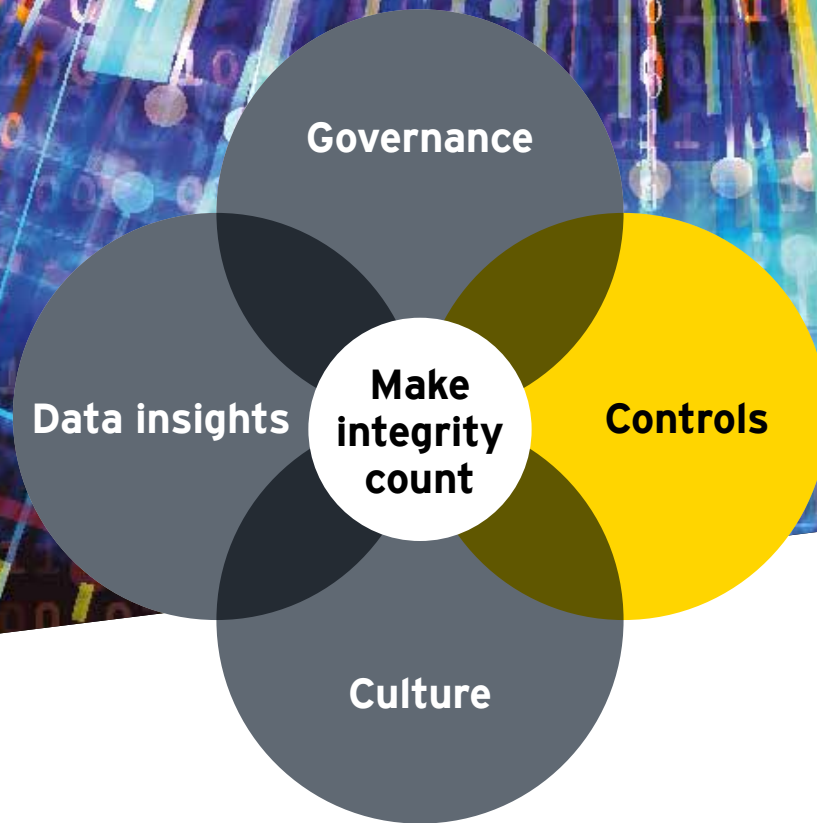 Governance
Data insights
Make
integrity
count
Controls
Culture